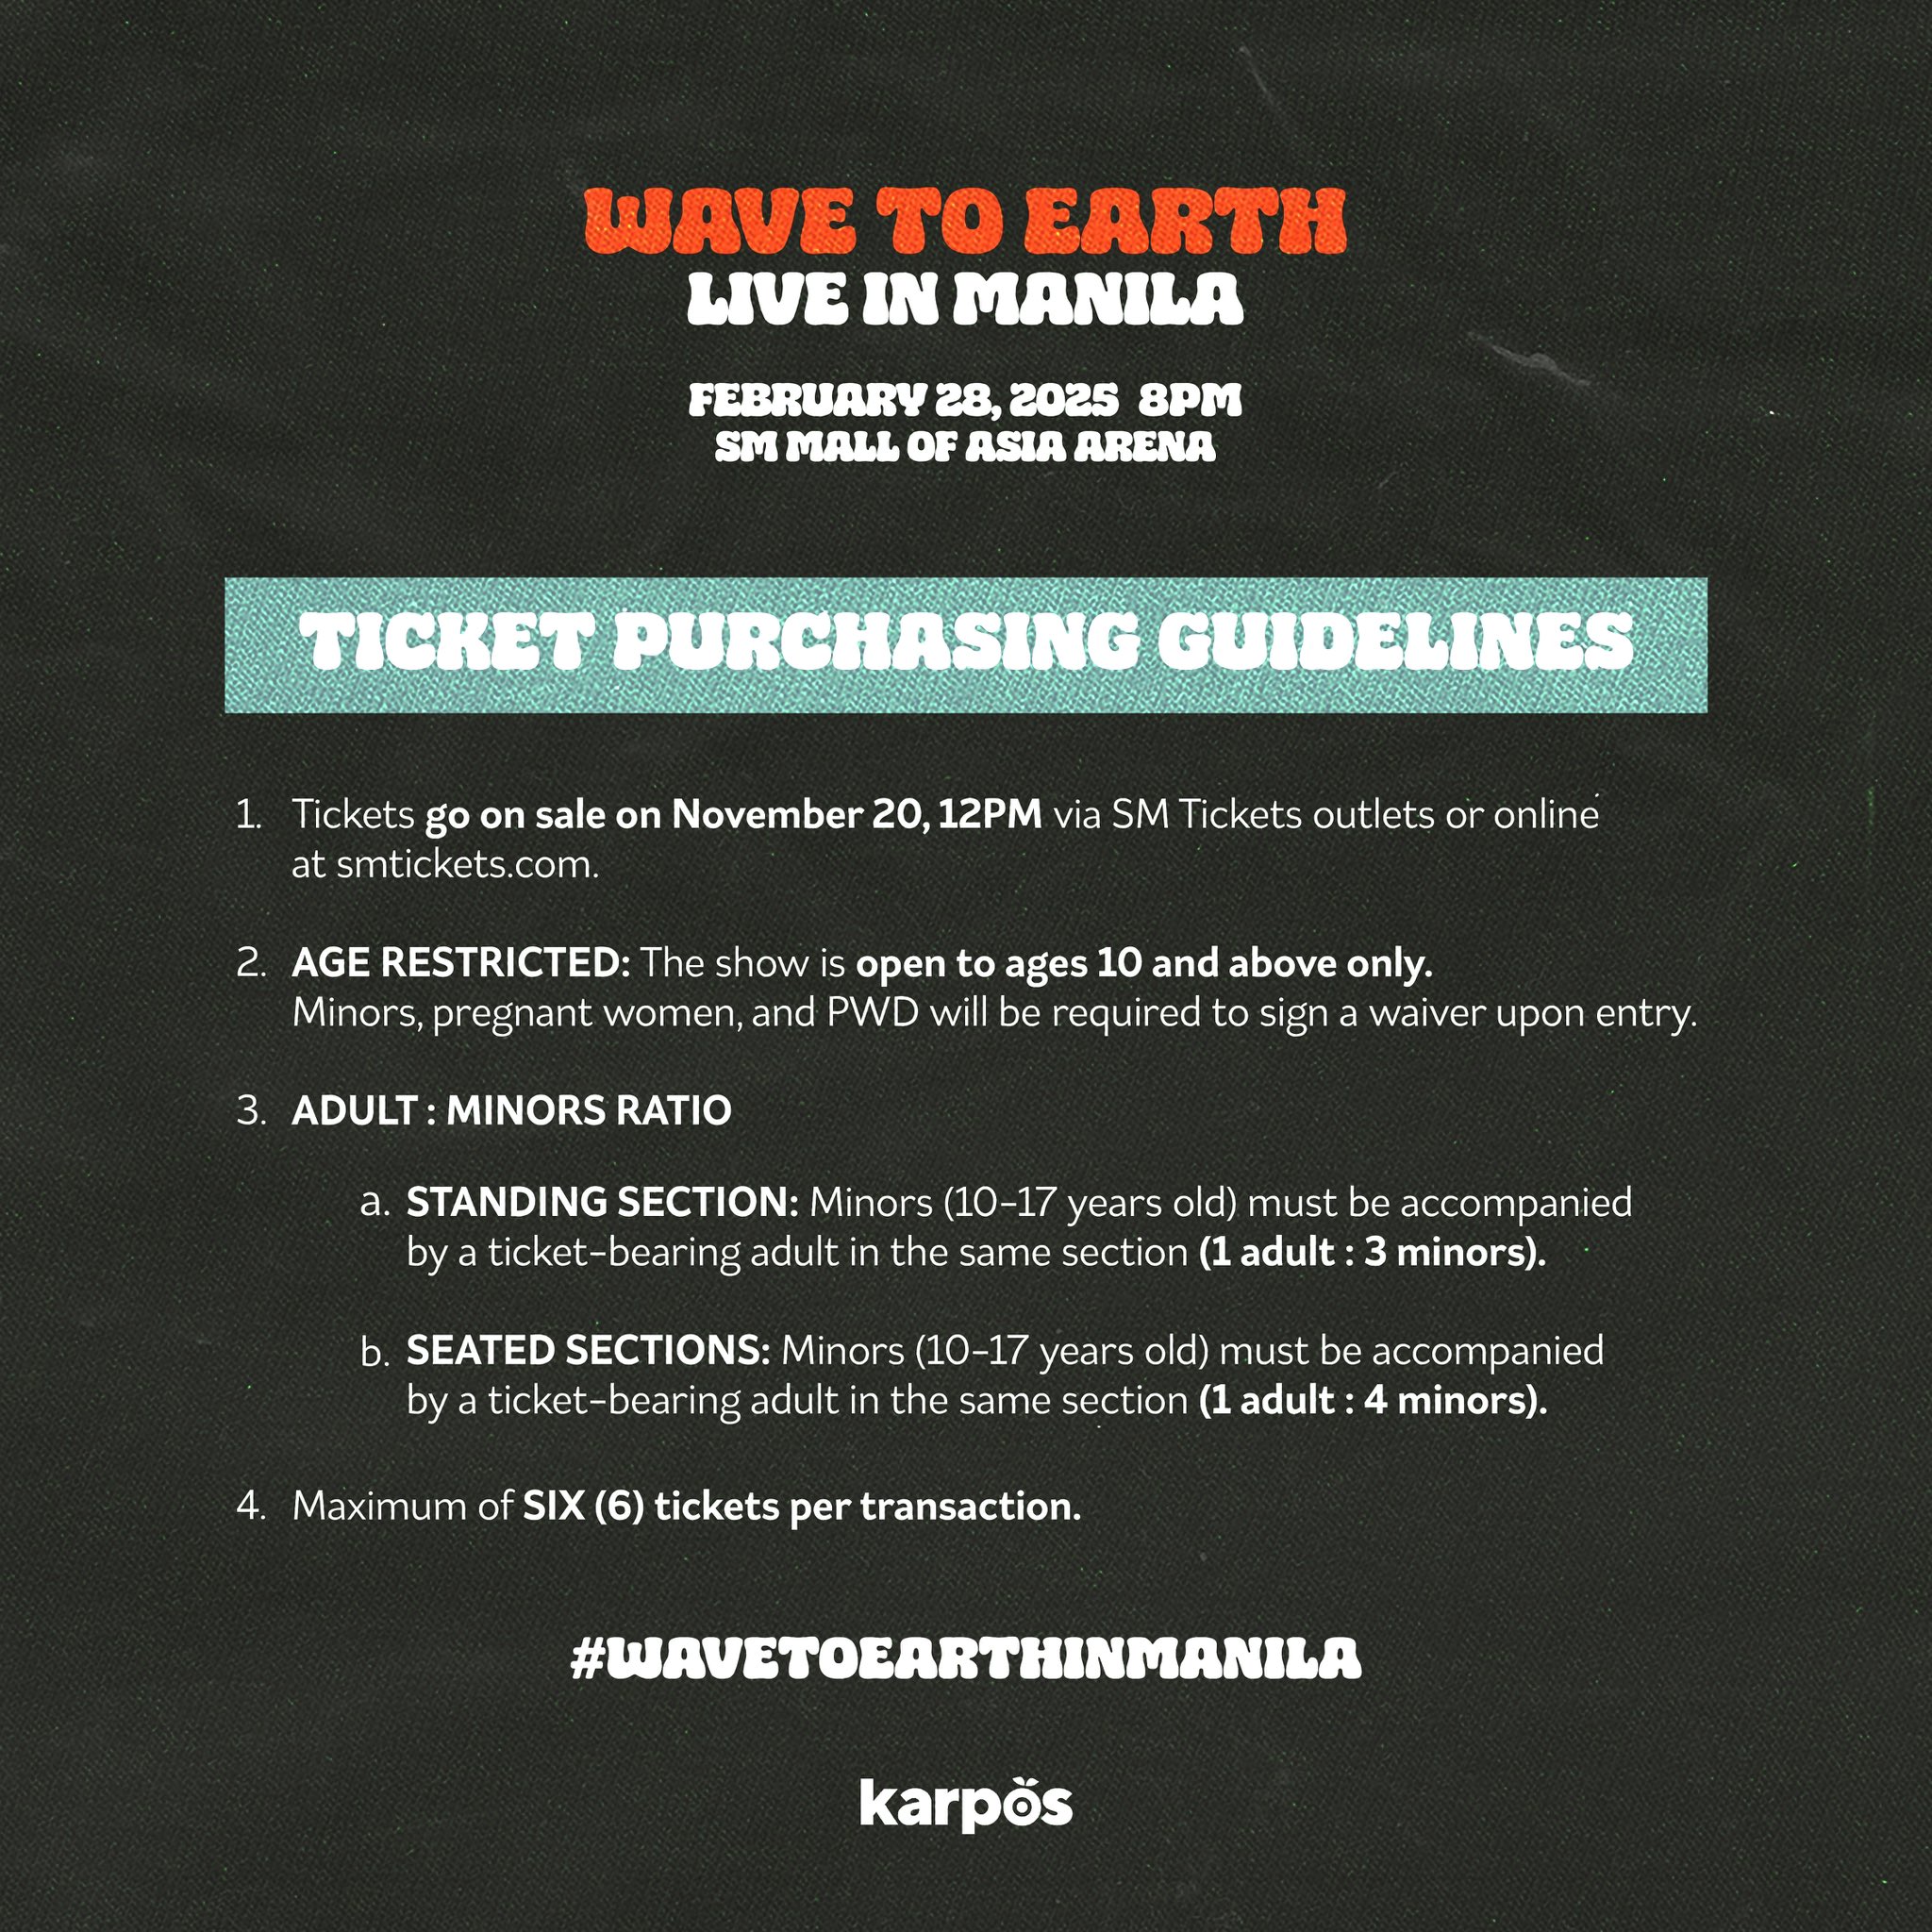 WAVE TO EARTH
LIVE IN MANILA
FEBRUARY 28, 2025 8PM
SM MALL OF ASIA ARENA
TICKET PURCHASING GUIDELINES
1. Tickets go on sale on November 20, 12PM via SM Tickets outlets or online
at smtickets.com.
2. AGE RESTRICTED: The show is open to ages 10 and above only.
Minors, pregnant women, and PWD will be required to sign a waiver upon entry.
3. ADULT : MINORS RATIO
a. STANDING SECTION: Minors (10-17 years old) must be accompanied
by a ticket-bearing adult in the same section (1 adult : 3 minors).
b. SEATED SECTIONS: Minors (10-17 years old) must be accompanied
by a ticket-bearing adult in the same section (1 adult : 4 minors).
4. Maximum of SIX (6) tickets per transaction.
#WAVETOEARTHINMANILA
karpos